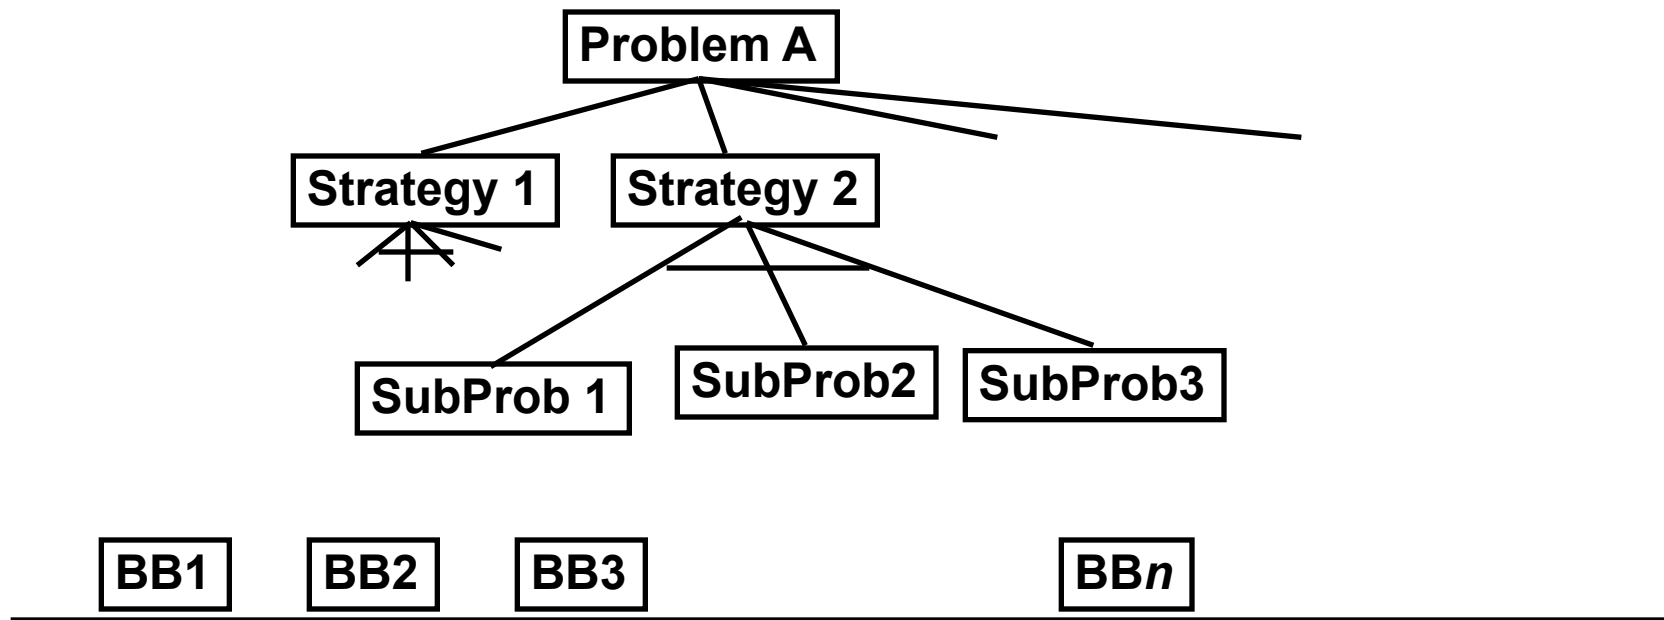 Problem A
Strategy 1
Strategy 2
SubProb 1
SubProb2
SubProb3
BB1
BB2
BB3
BBn